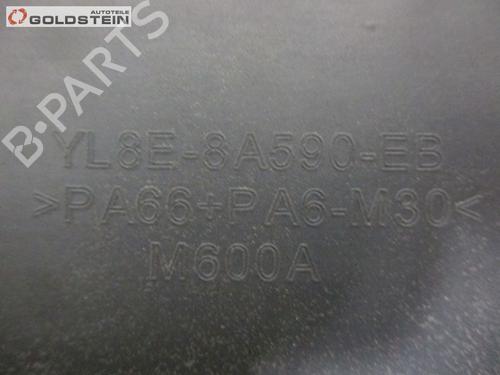 AUTOTEILE
GOLDSTEIN
B-PARTS
YL8E-8A590-EB
>PA66+PA6-M30<
M600A